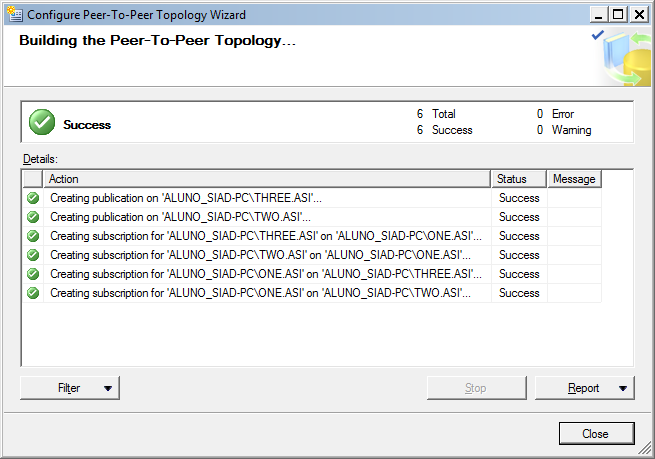 Configure Peer-To-Peer Topology Wizard
Building the Peer-To-Peer Topology...
Success
6 Total 0 Error
6 Success 0 Warning
Details:
Action Status Message
Creating publication on 'ALUNO_SIAD-PC\THREE.ASI'... Success
Creating publication on 'ALUNO_SIAD-PC\TWO.ASI'... Success
Creating subscription for 'ALUNO_SIAD-PC\THREE.ASI' on 'ALUNO_SIAD-PC\ONE.ASI'... Success
Creating subscription for 'ALUNO_SIAD-PC\TWO.ASI' on 'ALUNO_SIAD-PC\ONE.ASI'... Success
Creating subscription for 'ALUNO_SIAD-PC\ONE.ASI' on 'ALUNO_SIAD-PC\THREE.ASI'... Success
Creating subscription for 'ALUNO_SIAD-PC\ONE.ASI' on 'ALUNO_SIAD-PC\TWO.ASI'... Success
Filter Stop Report
Close